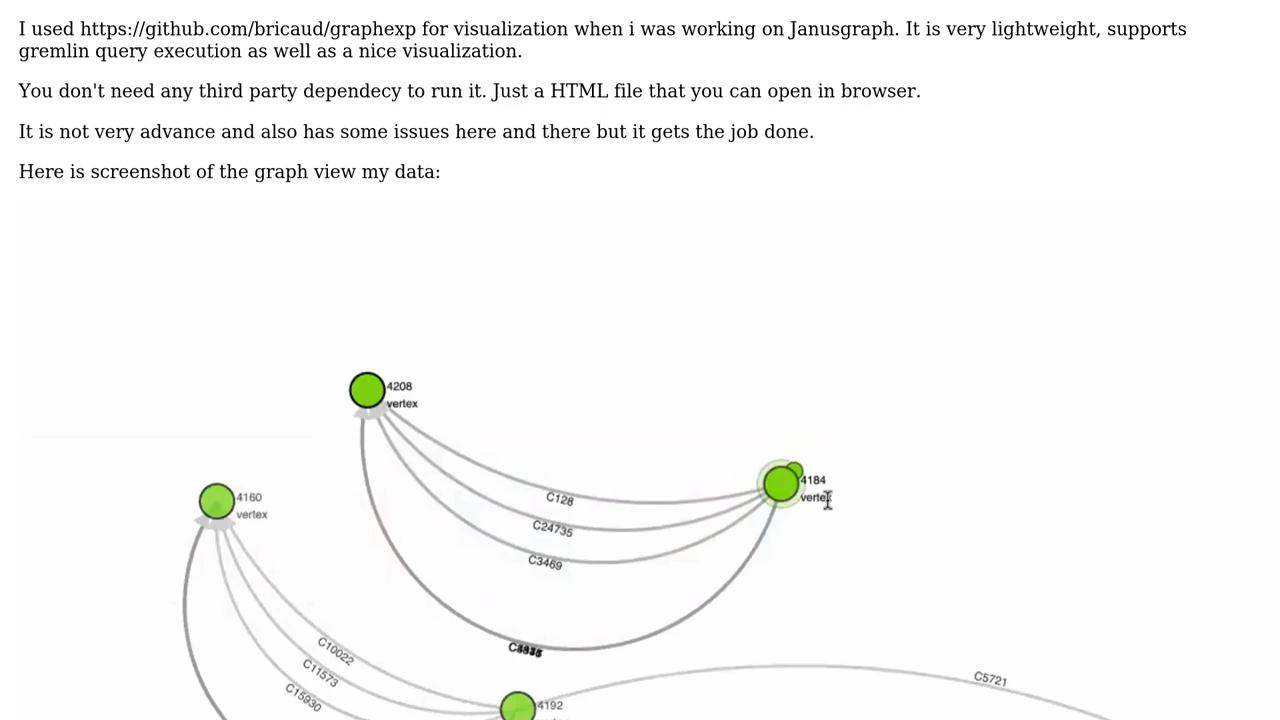 I used https://github.com/bricaud/graphexp for visualization when i was working on Janusgraph. It is very lightweight, supports
gremlin query execution as well as a nice visualization.
You don't need any third party dependecy to run it. Just a HTML file that you can open in browser.
It is not very advance and also has some issues here and there but it gets the job done.
Here is screenshot of the graph view my data:
4208
vertex
4184
vertex
4160
vertex
C128
C24735
C3469
C10022
C11573
C15930
C5721
4192